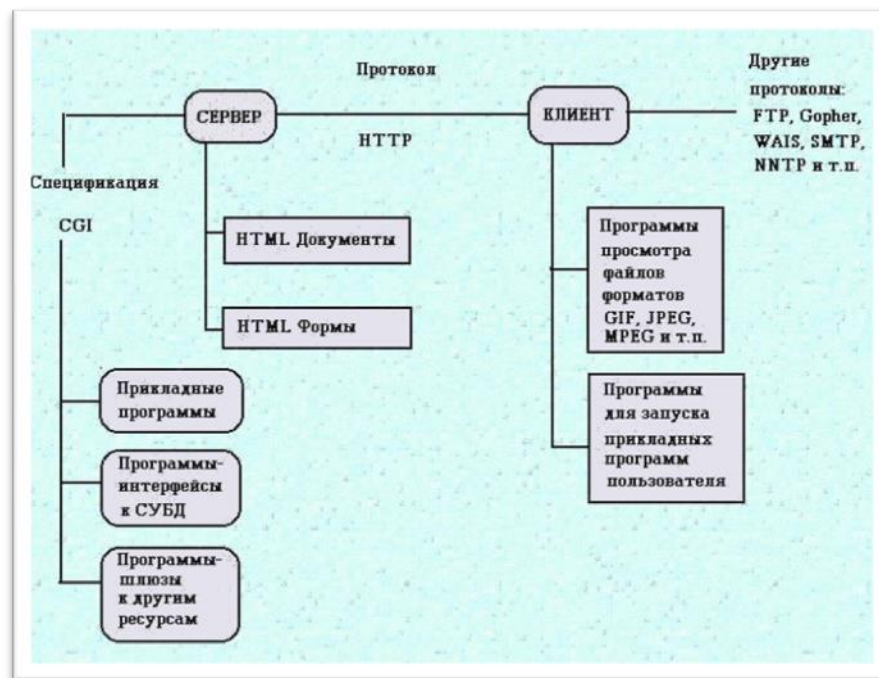 Протокол
СЕРВЕР
HTTP
КЛИЕНТ
Другие
протоколы:
FTP, Gopher,
WAIS, SMTP,
NNTP и т.п.
Спецификация
CGI
HTML Документы
HTML Формы
Прикладные
программы
Программы-
интерфейсы
к СУБД
Программы-
шлюзы
к другим
ресурсам
Программы
просмотра
файлов
форматов
GIF, JPEG,
MPEG и т.п.
Программы
для запуска
прикладных
программ
пользователя